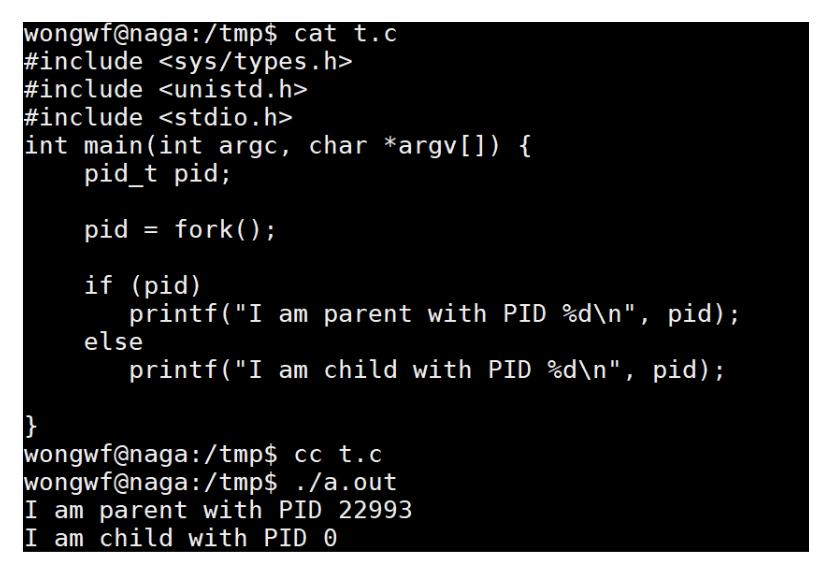 wongwf@naga:/tmp$ cat t.c
#include <sys/types.h>
#include <unistd.h>
#include <stdio.h>
int main(int argc, char *argv[]) {
    pid_t pid;

    pid = fork();

    if (pid)
       printf("I am parent with PID %d\n", pid);
    else
       printf("I am child with PID %d\n", pid);

}
wongwf@naga:/tmp$ cc t.c
wongwf@naga:/tmp$ ./a.out
I am parent with PID 22993
I am child with PID 0